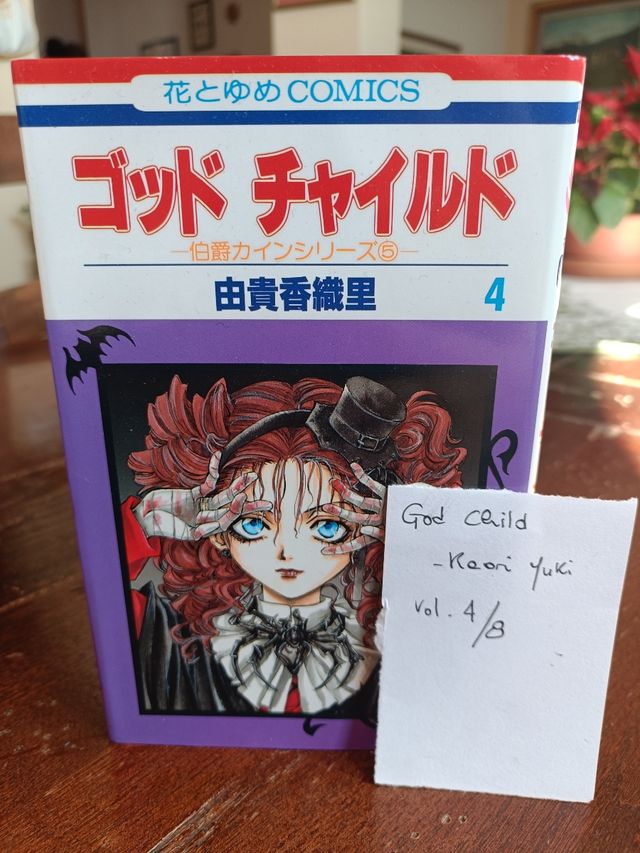 花とゆめCOMICS
ゴッド チャイルド
―伯爵カインシリーズ⑤―
由貴香織里 4
God Child
- Kaori Yuki
Vol. 4/8